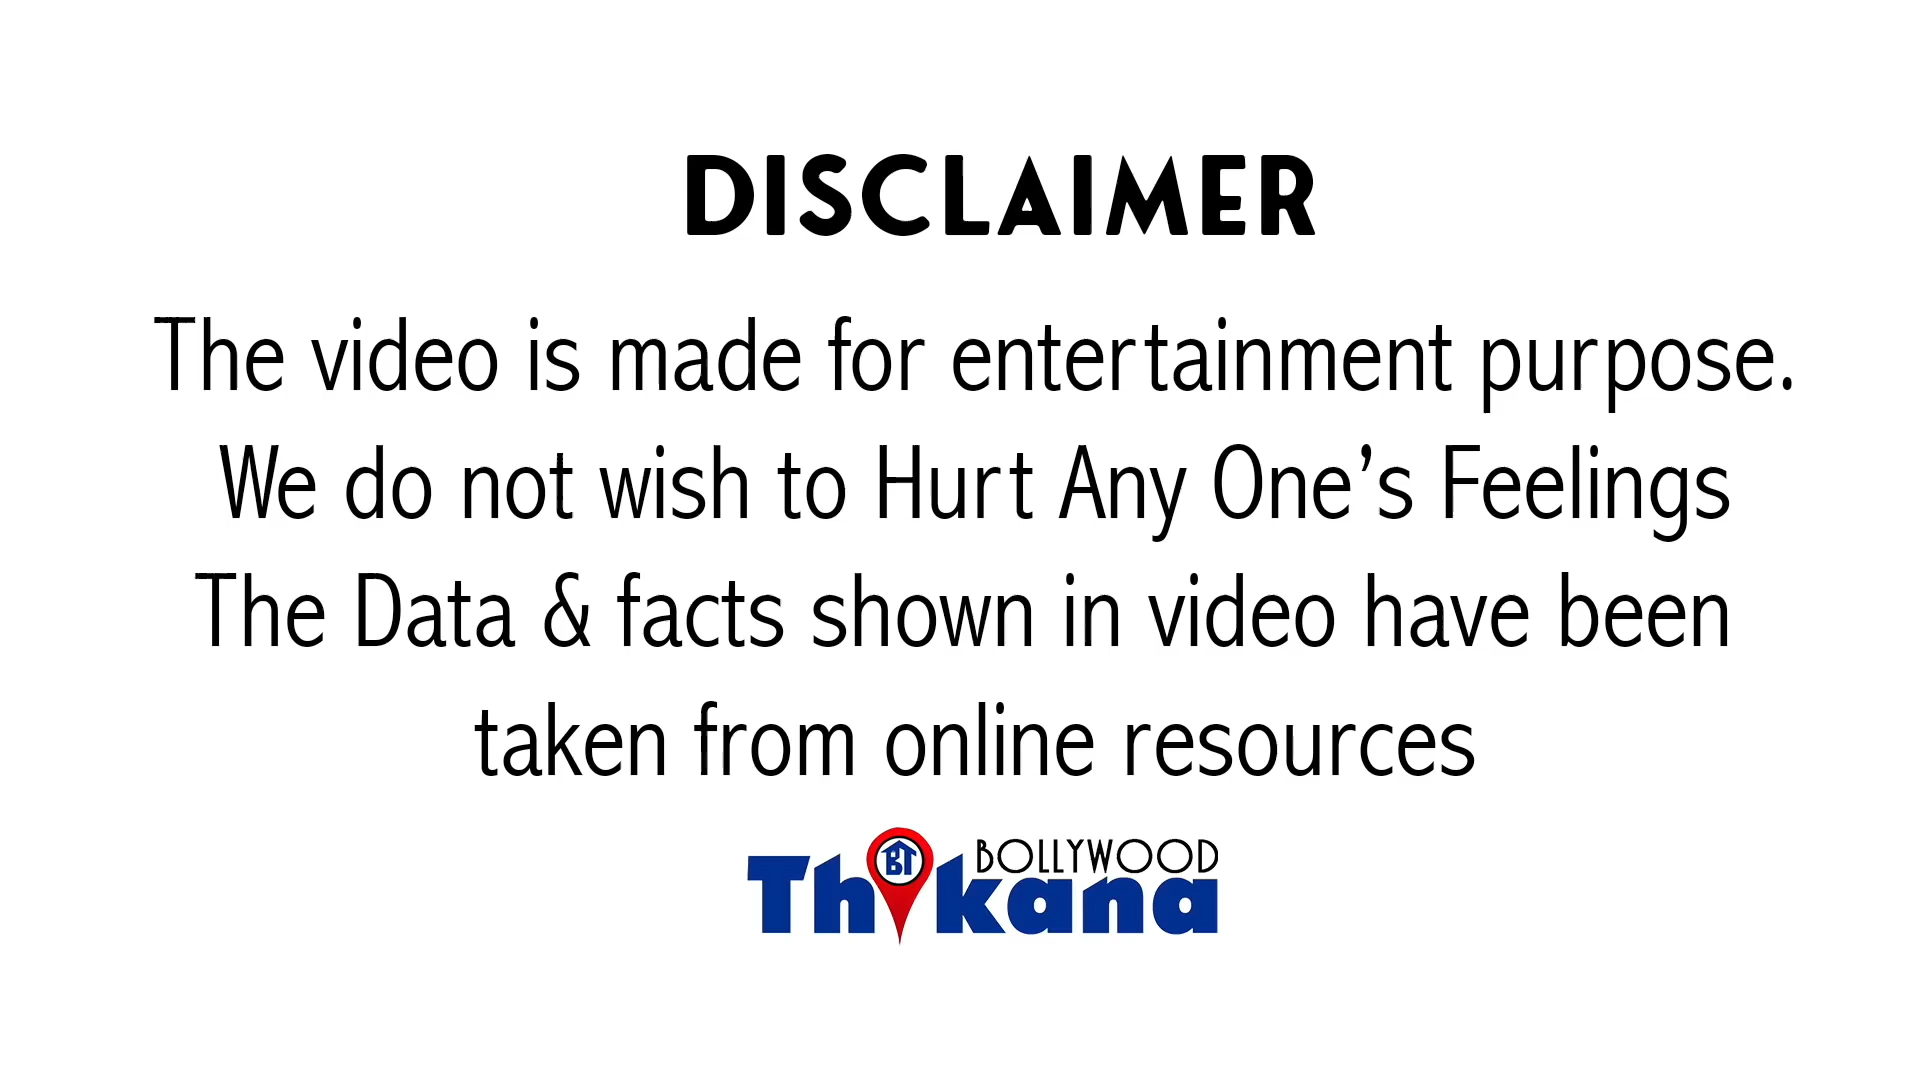 DISCLAIMER
The video is made for entertainment purpose.
We do not wish to Hurt Any One’s Feelings
The Data & facts shown in video have been
taken from online resources
BOLLYWOOD
BT
Thikana